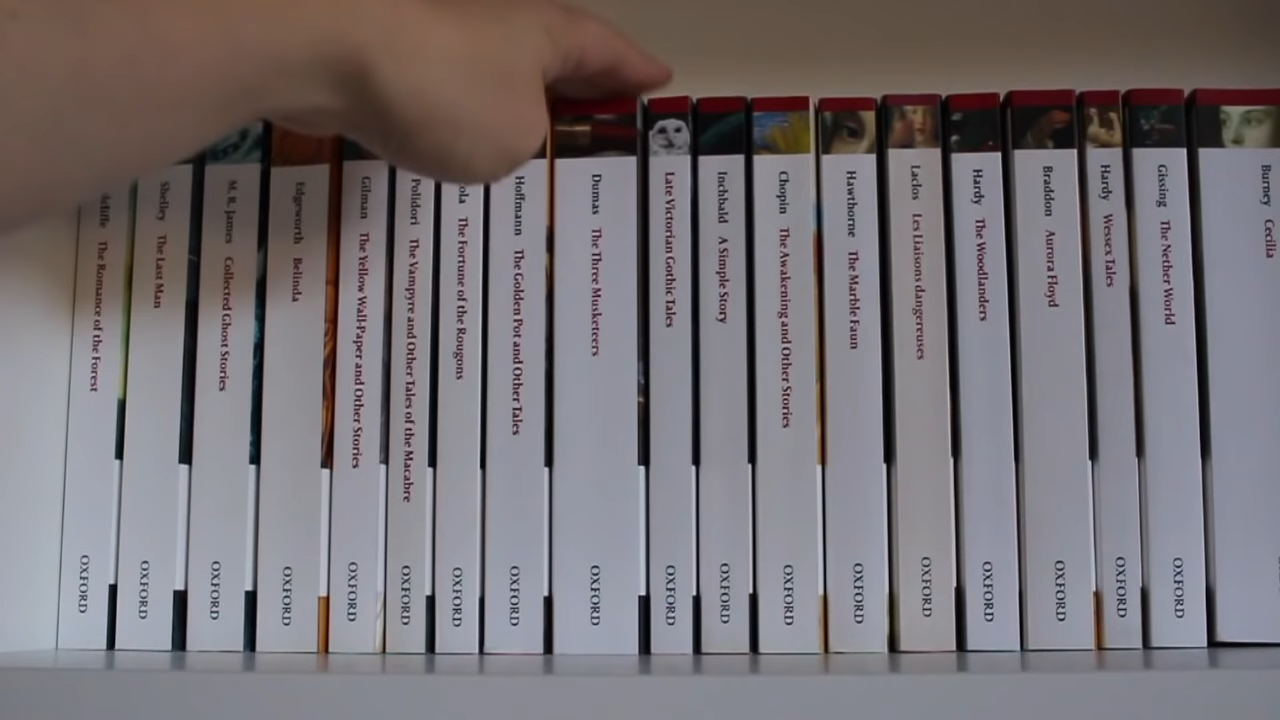 The Romance of the Forest OXFORD
Shelley The Last Man OXFORD
M. R. James Collected Ghost Stories OXFORD
Edgeworth Belinda OXFORD
Gilman The Yellow Wall-Paper and Other Stories OXFORD
Polidori The Vampyre and Other Tales of the Macabre OXFORD
ola The Fortune of the Rougons OXFORD
Hoffmann The Golden Pot and Other Tales OXFORD
Dumas The Three Musketeers OXFORD
Late Victorian Gothic Tales OXFORD
Inchbald A Simple Story OXFORD
Chopin The Awakening and Other Stories OXFORD
Hawthorne The Marble Faun OXFORD
Laclos Les Liaisons dangereuses OXFORD
Hardy The Woodlanders OXFORD
Braddon Aurora Floyd OXFORD
Hardy Wessex Tales OXFORD
Gissing The Nether World OXFORD
Burney Cecilia